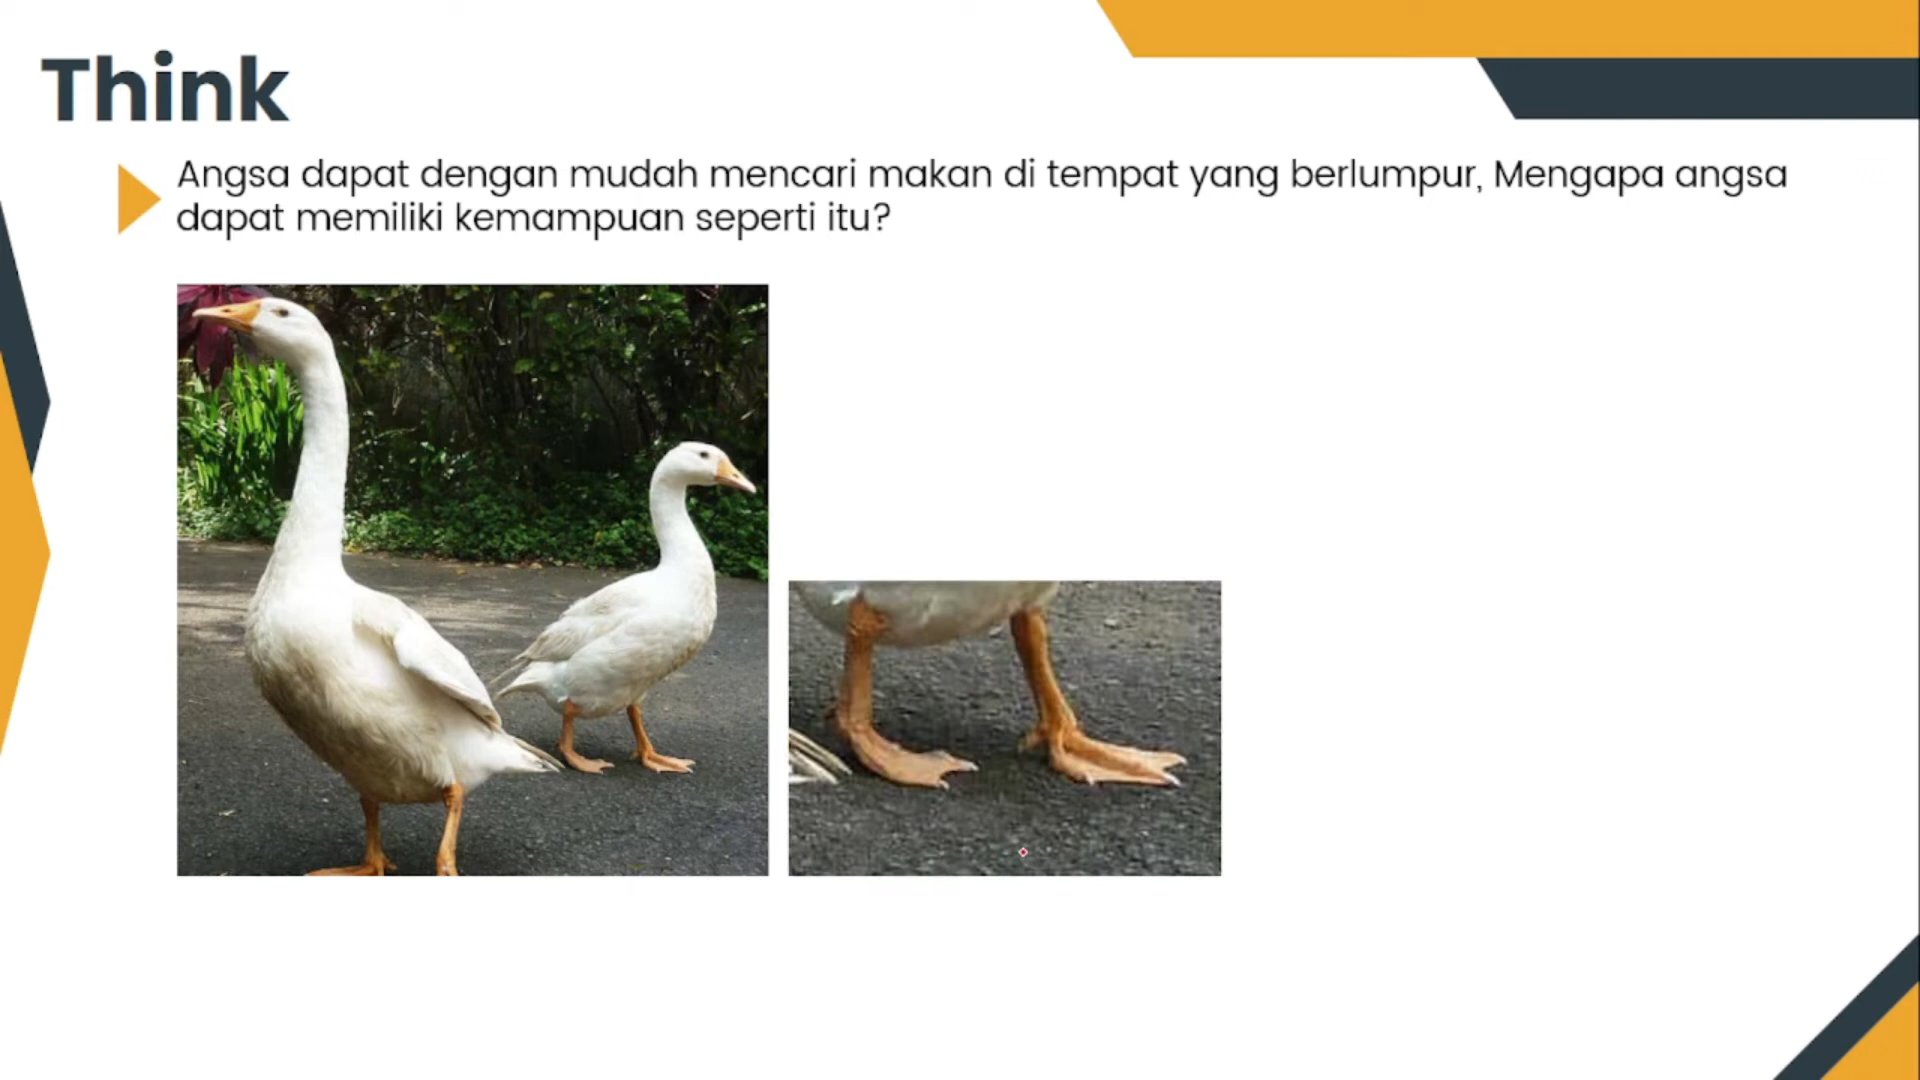 Think
Angsa dapat dengan mudah mencari makan di tempat yang berlumpur, Mengapa angsa
dapat memiliki kemampuan seperti itu?